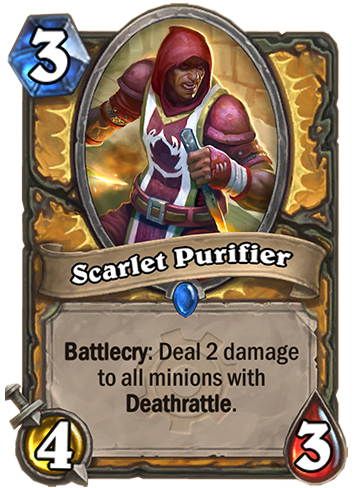 3
Scarlet Purifier
Battlecry: Deal 2 damage
to all minions with
Deathrattle.
4
3